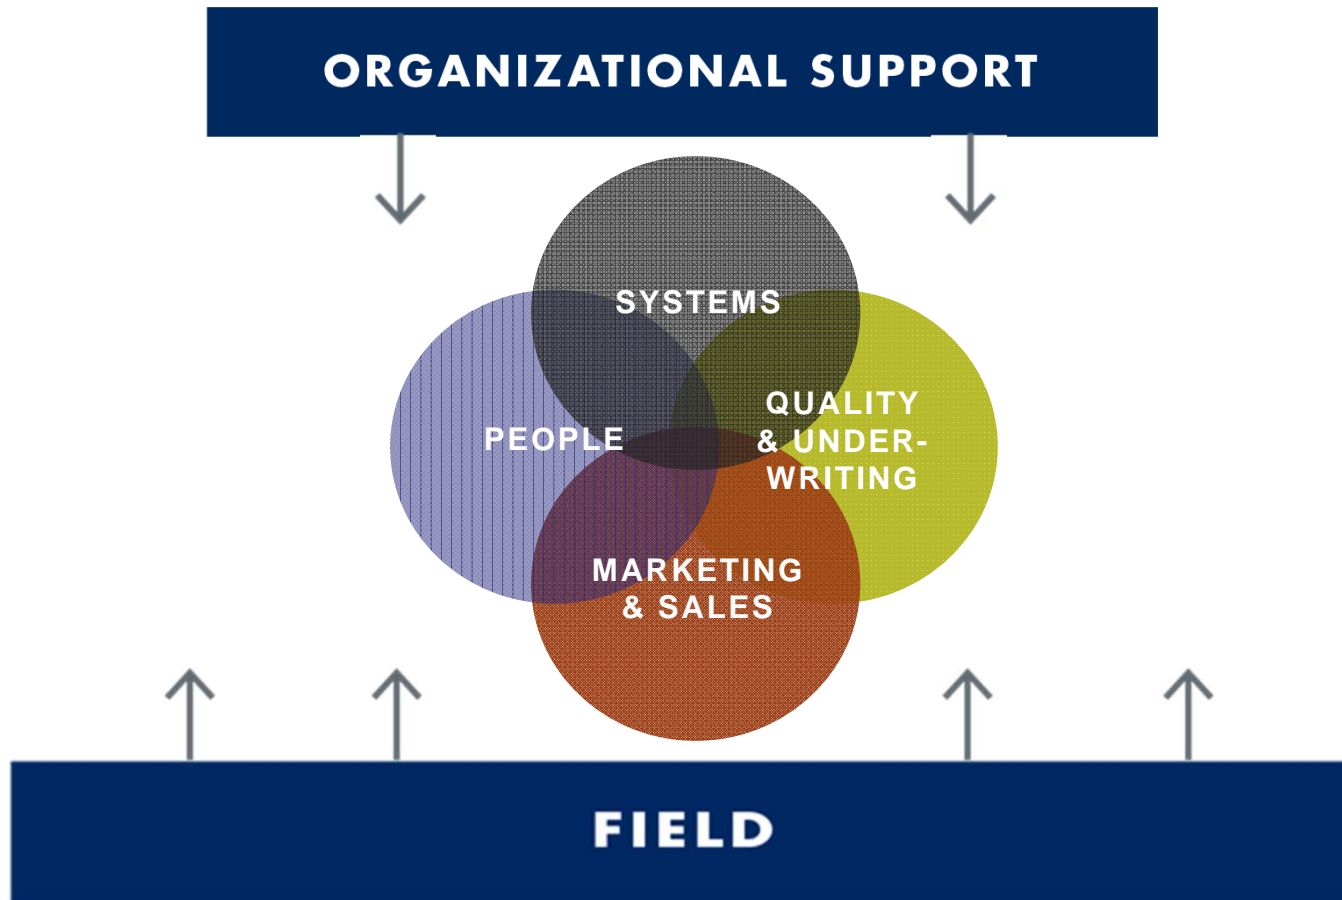 ORGANIZATIONAL SUPPORT
SYSTEMS
PEOPLE
QUALITY
& UNDER-
WRITING
MARKETING
& SALES
FIELD